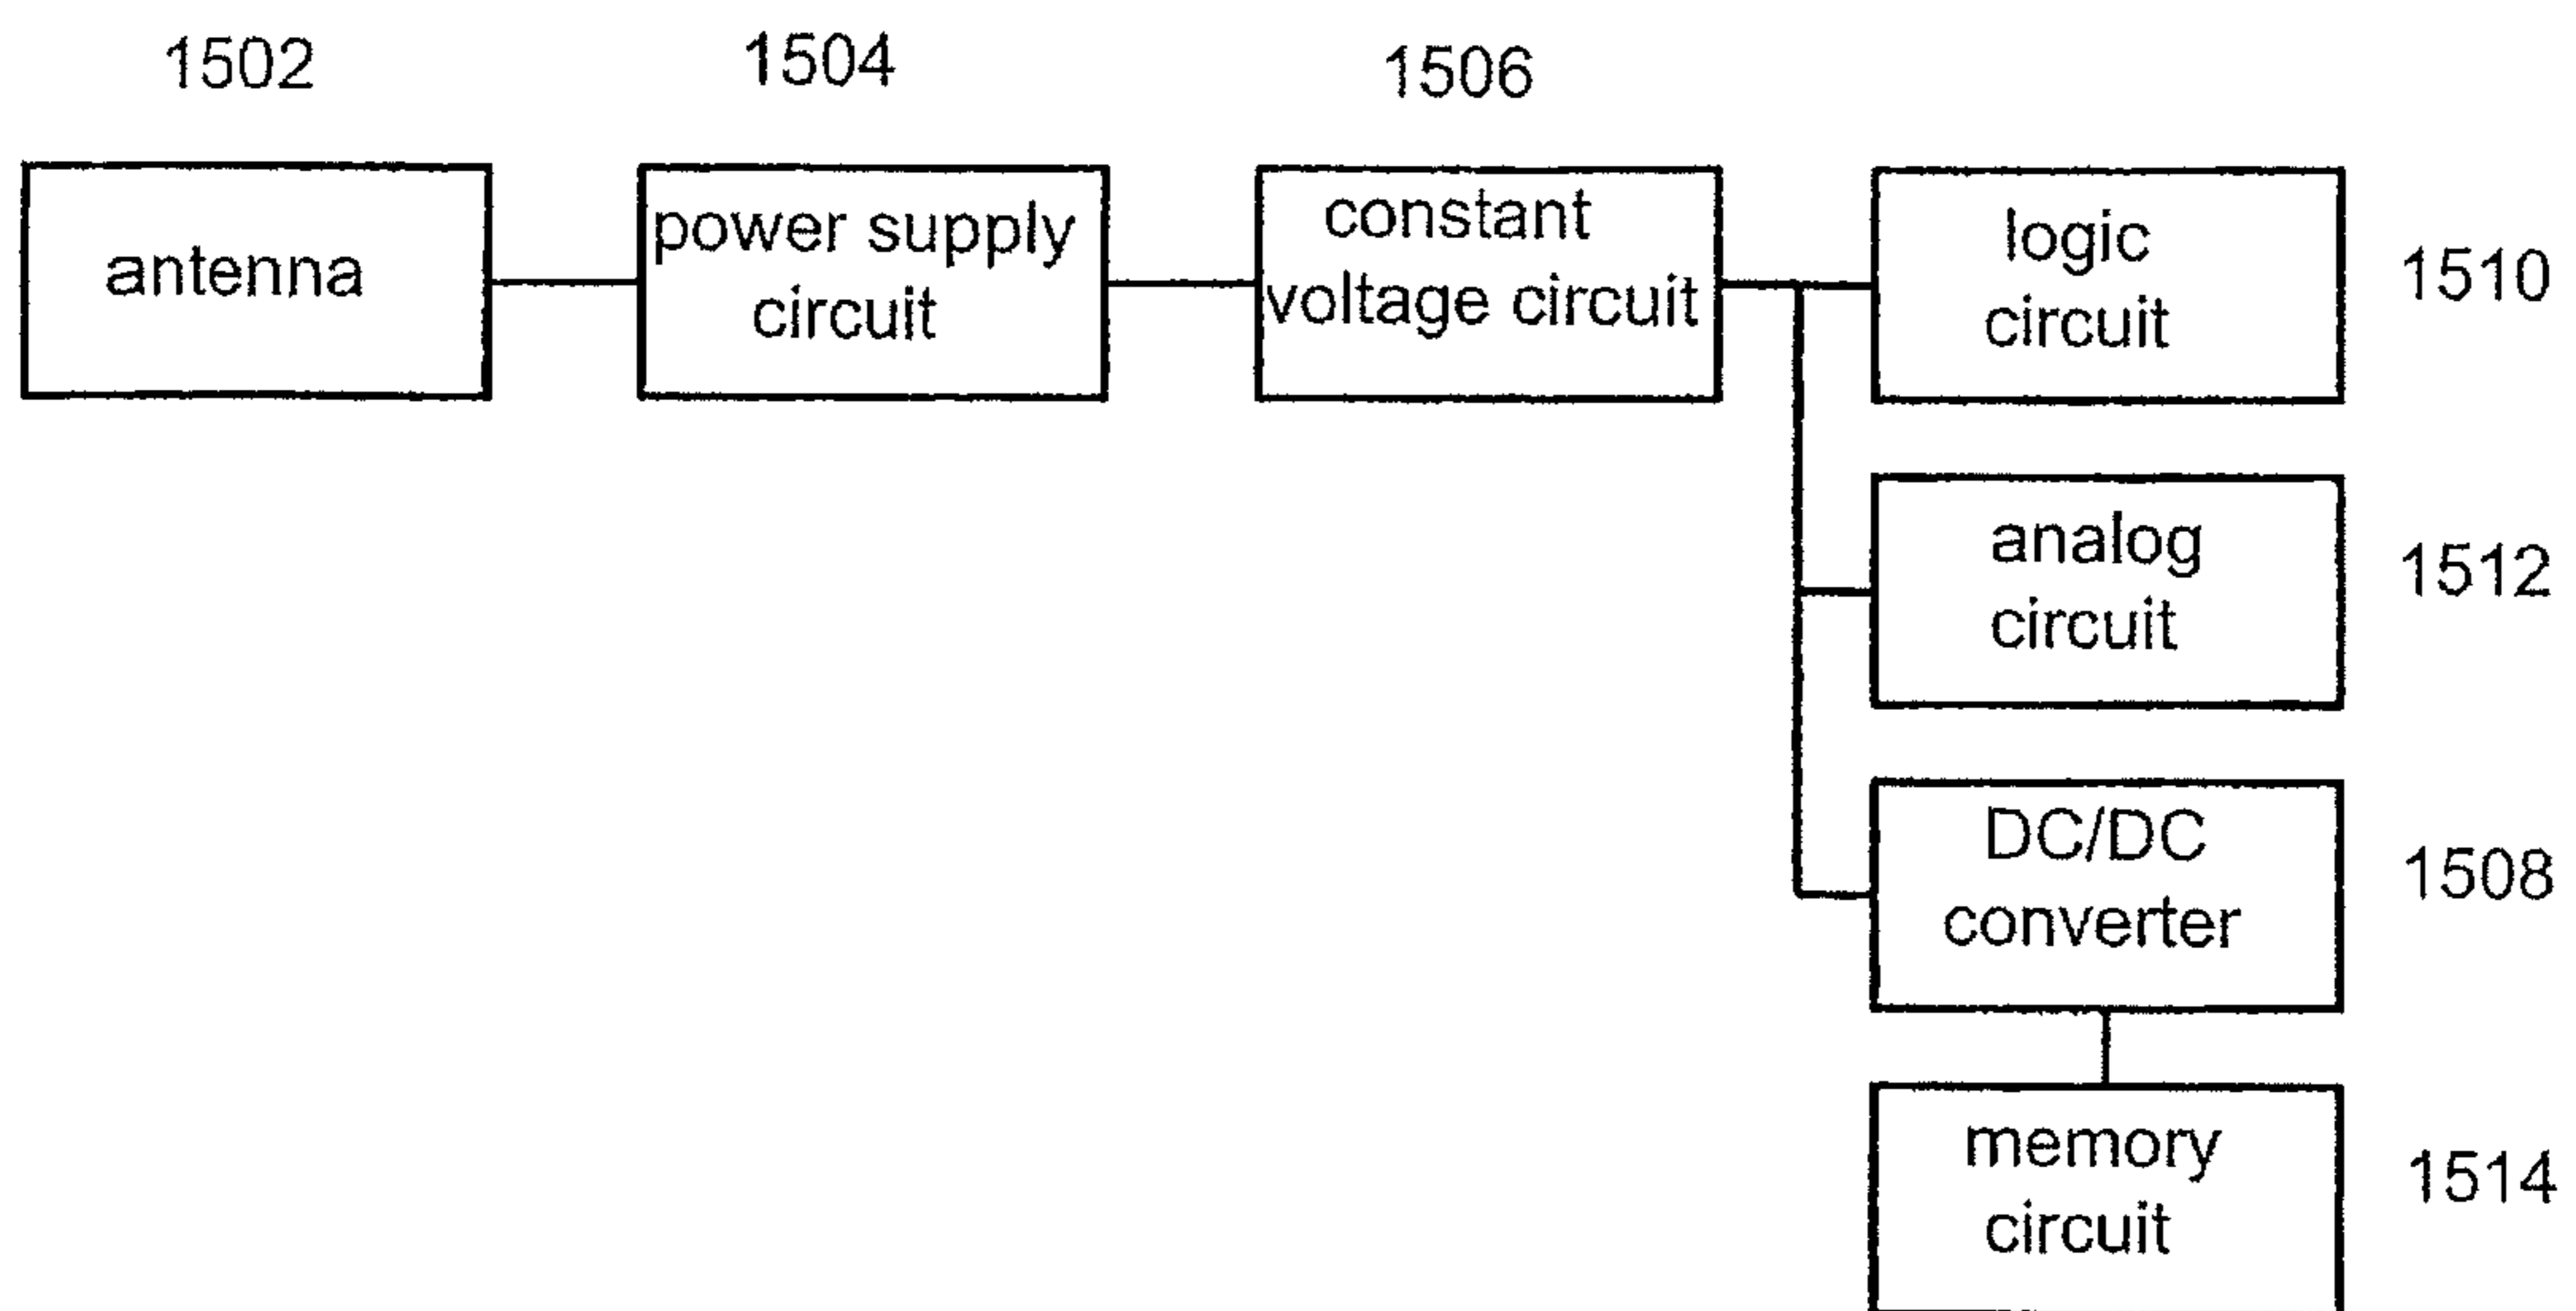 1502
1504
1506
antenna
power supply
circuit
constant
voltage circuit
logic
circuit
1510
analog
circuit
1512
DC/DC
converter
1508
memory
circuit
1514